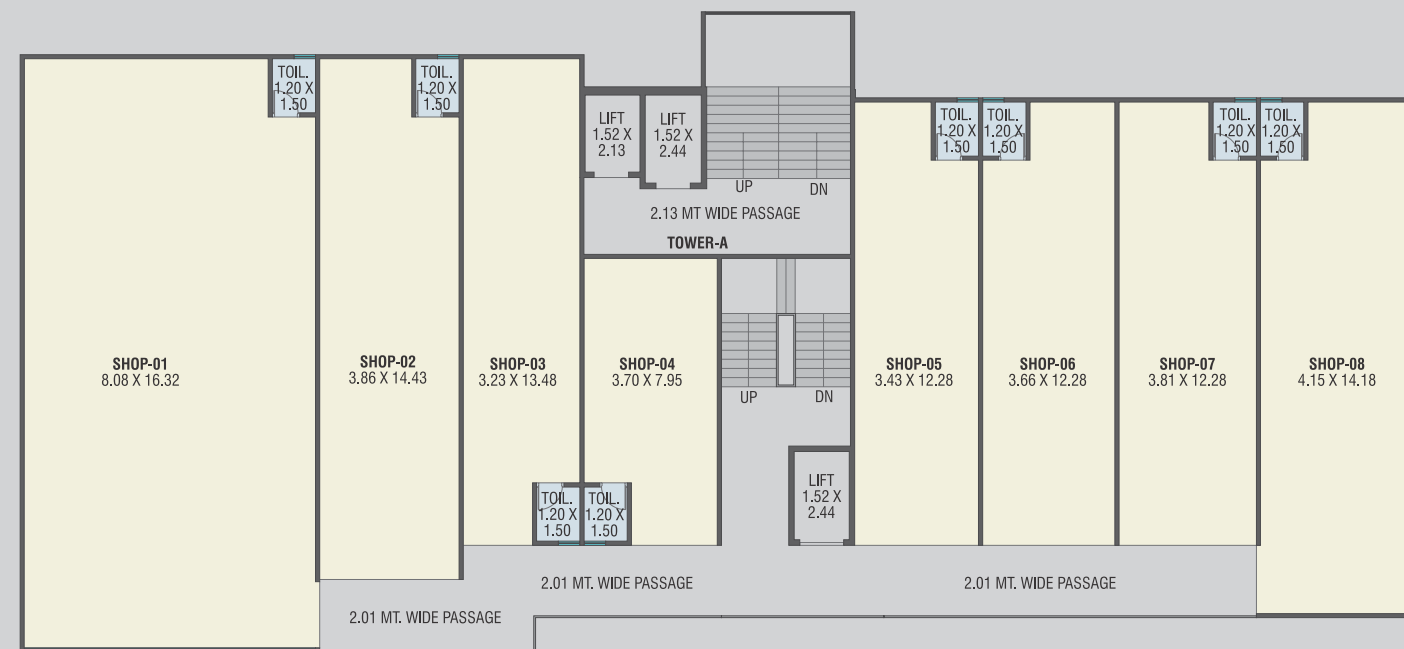 TOIL.
1.20 X
1.50
TOIL.
1.20 X
1.50
LIFT
1.52 X
2.13
LIFT
1.52 X
2.44
UP
DN
2.13 MT WIDE PASSAGE
TOWER-A
TOIL.
1.20 X
1.50
TOIL.
1.20 X
1.50
TOIL.
1.20 X
1.50
TOIL.
1.20 X
1.50
SHOP-01
8.08 X 16.32
SHOP-02
3.86 X 14.43
SHOP-03
3.23 X 13.48
SHOP-04
3.70 X 7.95
UP
DN
SHOP-05
3.43 X 12.28
SHOP-06
3.66 X 12.28
SHOP-07
3.81 X 12.28
SHOP-08
4.15 X 14.18
TOIL.
1.20 X
1.50
TOIL.
1.20 X
1.50
LIFT
1.52 X
2.44
2.01 MT. WIDE PASSAGE
2.01 MT. WIDE PASSAGE
2.01 MT. WIDE PASSAGE